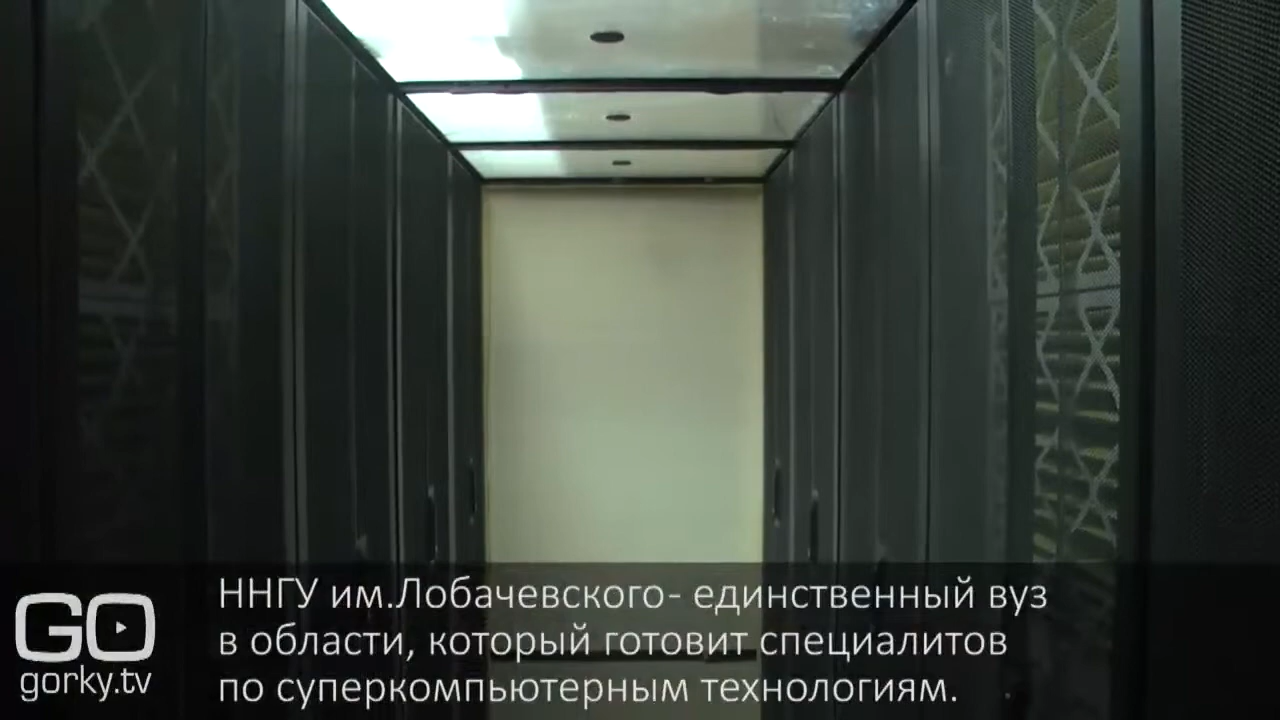 ННГУ им.Лобачевского- единственный вуз
в области, который готовит специалитов
по суперкомпьютерным технологиям.
GO
gorky.tv